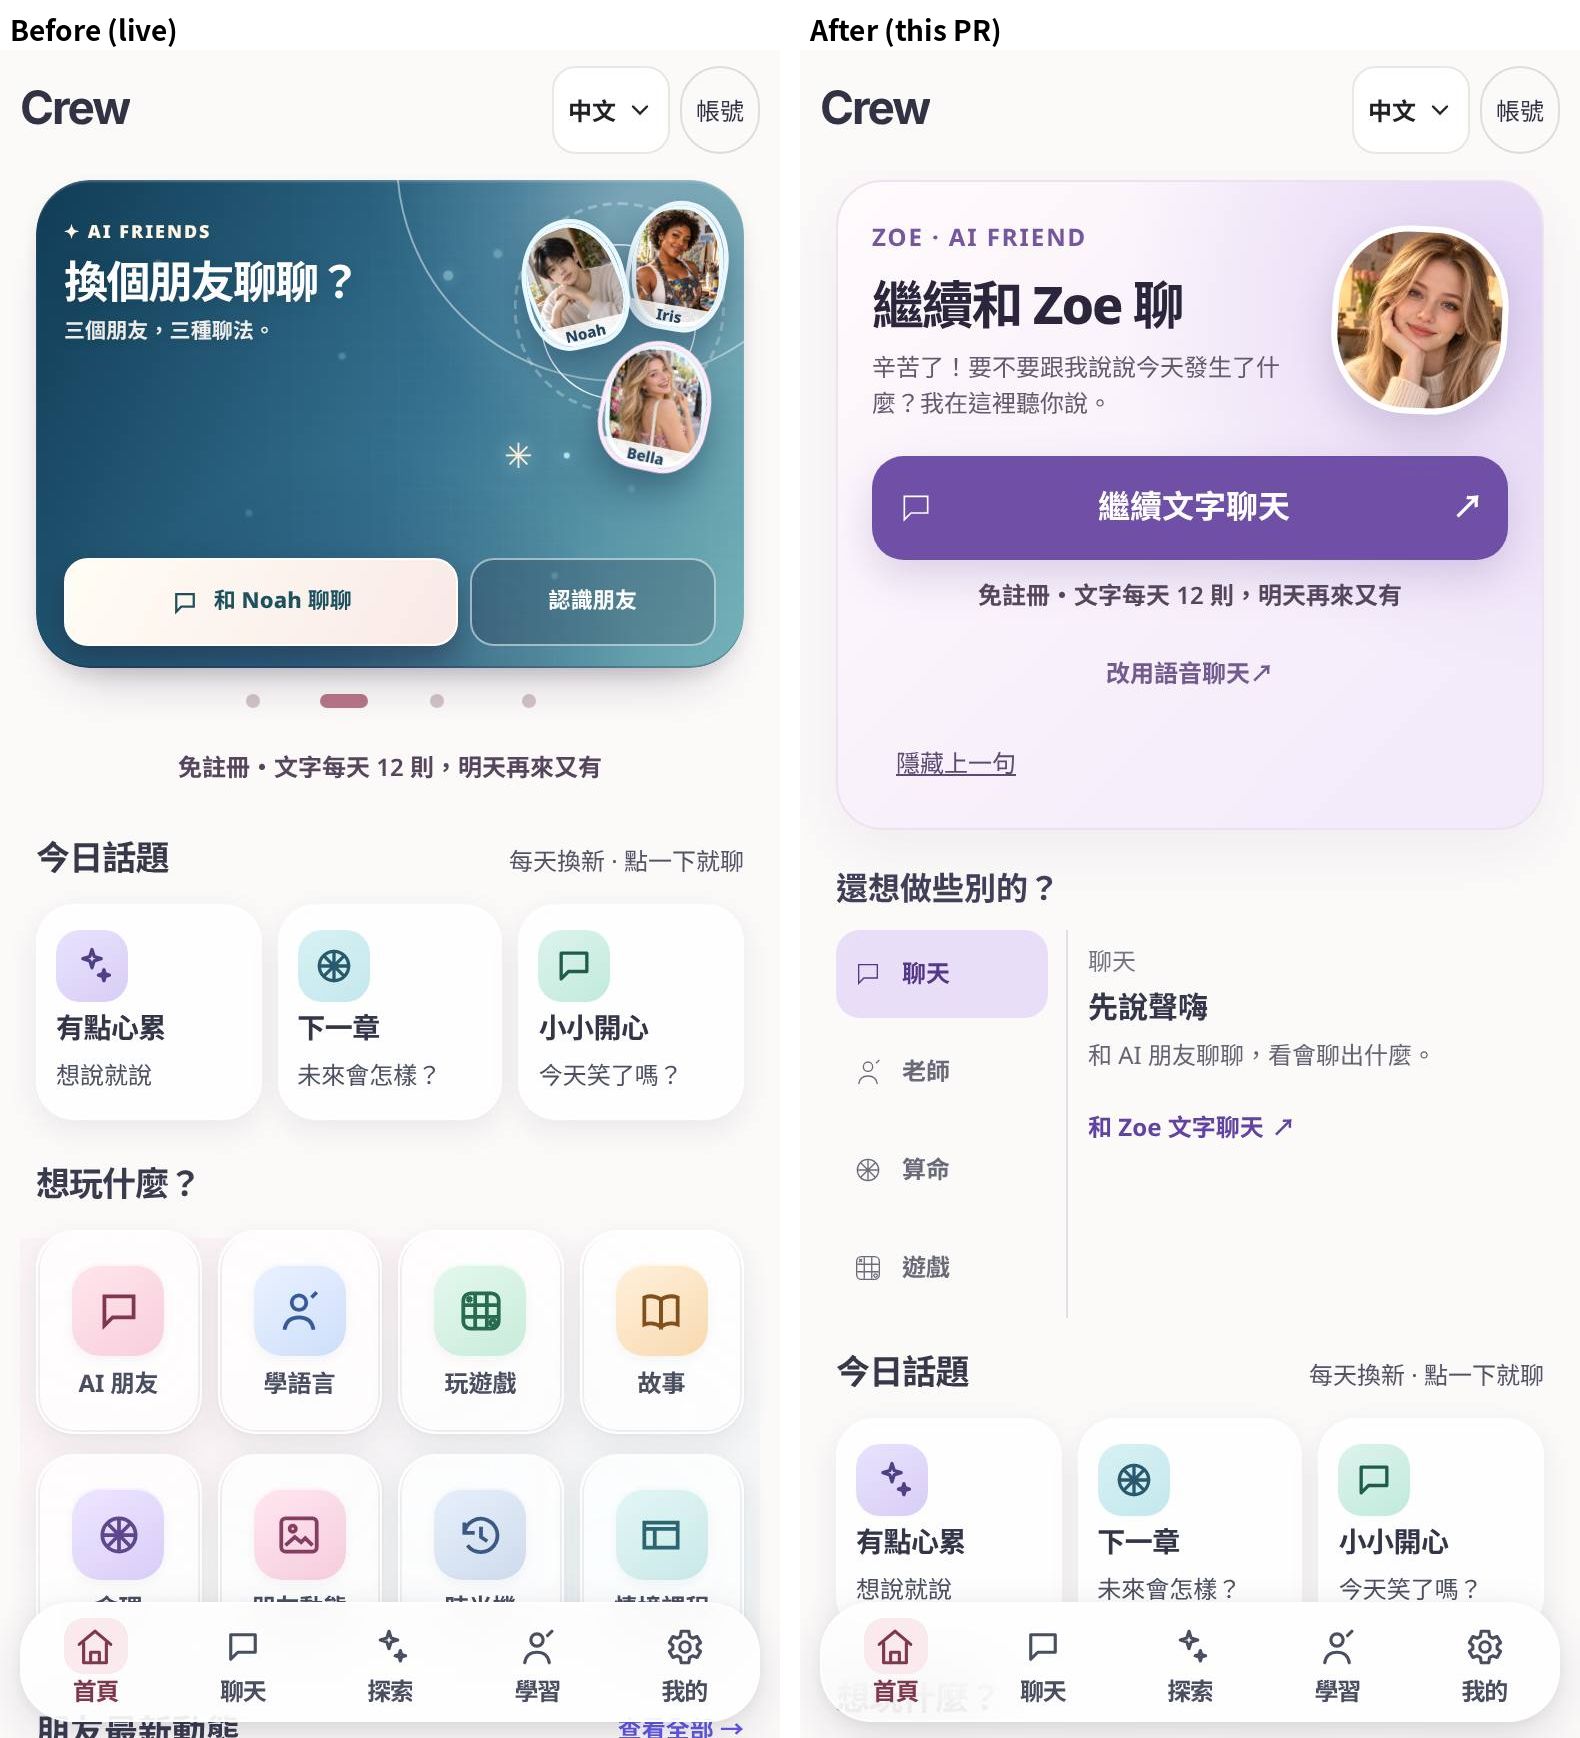 Before (live)
Crew
中文
帳號
✦ AI FRIENDS
換個朋友聊聊？
三個朋友，三種聊法。
Noah
Iris
Bella
和 Noah 聊聊
認識朋友
免註冊・文字每天 12 則，明天再來又有
今日話題
每天換新 · 點一下就聊
有點心累
想說就說
下一章
未來會怎樣？
小小開心
今天笑了嗎？
想玩什麼？
AI 朋友
學語言
玩遊戲
故事
首頁
聊天
探索
學習
我的
朋友最新動態
查看全部 →
After (this PR)
Crew
中文
帳號
ZOE · AI FRIEND
繼續和 Zoe 聊
辛苦了！要不要跟我說說今天發生了什
麼？我在這裡聽你說。
繼續文字聊天 ↗
免註冊・文字每天 12 則，明天再來又有
改用語音聊天↗
隱藏上一句
還想做些別的？
聊天
老師
算命
遊戲
聊天
先說聲嗨
和 AI 朋友聊聊，看會聊出什麼。
和 Zoe 文字聊天 ↗
今日話題
每天換新 · 點一下就聊
有點心累
想說就說
下一章
未來會怎樣？
小小開心
今天笑了嗎？
想玩什麼？
首頁
聊天
探索
學習
我的